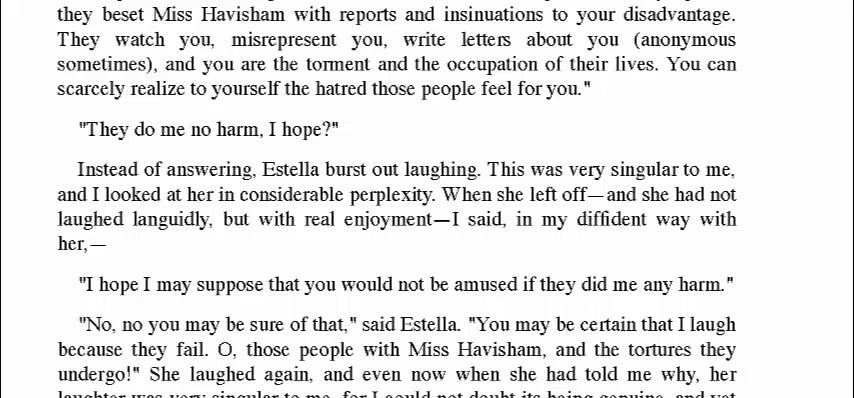 they beset Miss Havisham with reports and insinuations to your disadvantage.
They watch you, misrepresent you, write letters about you (anonymous
sometimes), and you are the torment and the occupation of their lives. You can
scarcely realize to yourself the hatred those people feel for you."
"They do me no harm, I hope?"
Instead of answering, Estella burst out laughing. This was very singular to me,
and I looked at her in considerable perplexity. When she left off—and she had not
laughed languidly, but with real enjoyment—I said, in my diffident way with
her,—
"I hope I may suppose that you would not be amused if they did me any harm."
"No, no you may be sure of that," said Estella. "You may be certain that I laugh
because they fail. O, those people with Miss Havisham, and the tortures they
undergo!" She laughed again, and even now when she had told me why, her
laughter was very singular to me, for I could not doubt its being genuine, and yet